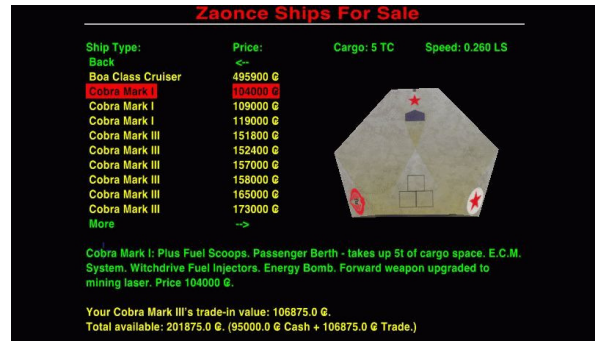 Zaonce Ships For Sale
Ship Type: Price: Cargo: 5 TC Speed: 0.260 LS
Back <--
Boa Class Cruiser 495900 ₢
Cobra Mark I 104000 ₢
Cobra Mark I 109000 ₢
Cobra Mark I 119000 ₢
Cobra Mark III 151800 ₢
Cobra Mark III 152400 ₢
Cobra Mark III 157000 ₢
Cobra Mark III 158000 ₢
Cobra Mark III 165000 ₢
Cobra Mark III 173000 ₢
More -->
Cobra Mark I: Plus Fuel Scoops. Passenger Berth - takes up 5t of cargo space. E.C.M.
System. Witchdrive Fuel Injectors. Energy Bomb. Forward weapon upgraded to
mining laser. Price 104000 ₢.
Your Cobra Mark III's trade-in value: 106875.0 ₢.
Total available: 201875.0 ₢. (95000.0 ₢ Cash + 106875.0 ₢ Trade.)